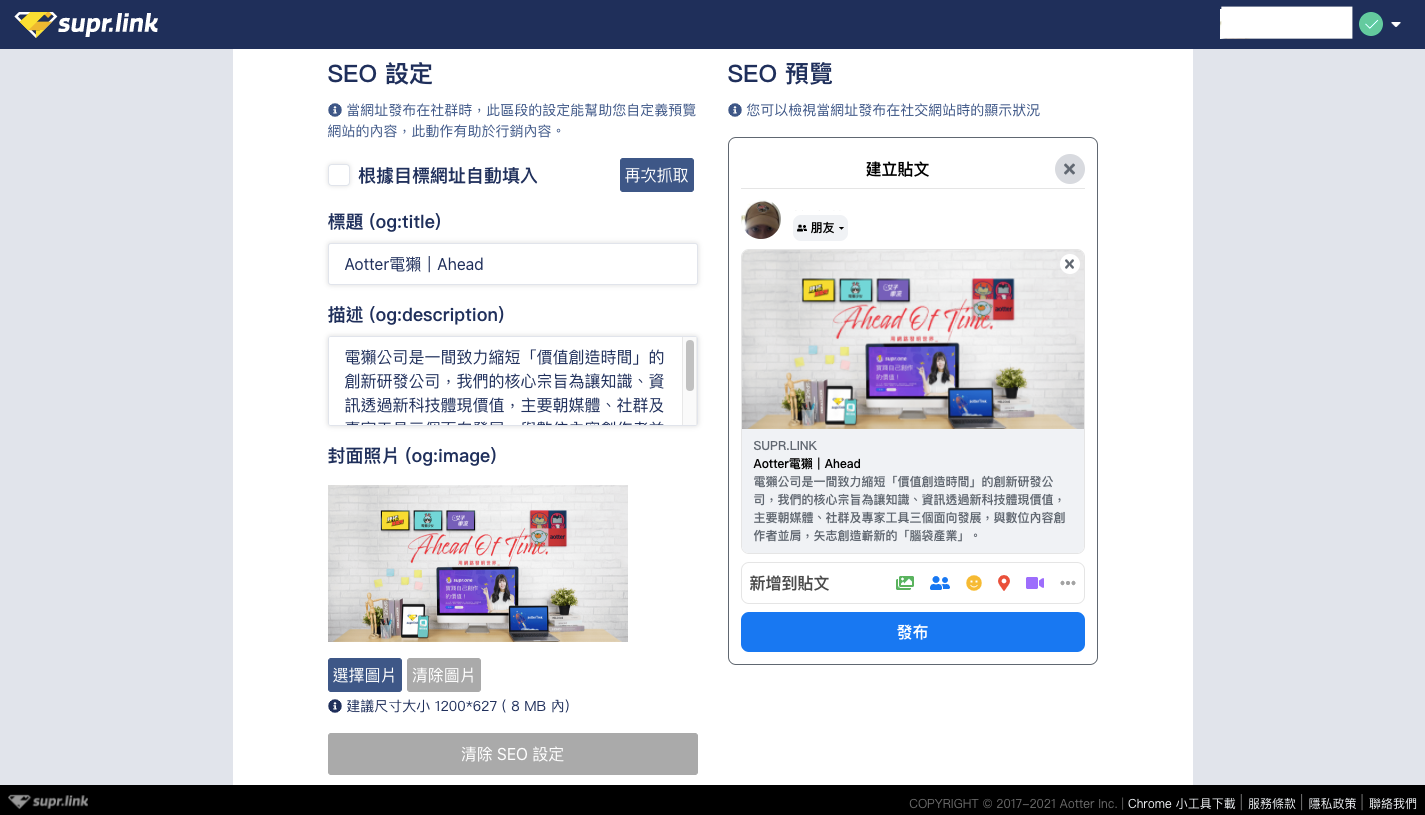 supr.link
SEO 設定
當網址發布在社群時，此區段的設定能幫助您自定義預覽
網站的內容，此動作有助於行銷內容。
根據目標網址自動填入
再次抓取
標題 (og:title)
Aotter電獺｜Ahead
描述 (og:description)
電獺公司是一間致力縮短「價值創造時間」的
創新研發公司，我們的核心宗旨為讓知識、資
訊透過新科技體現價值，主要朝媒體、社群及
封面照片 (og:image)
Ahead Of Time.
選擇圖片
清除圖片
建議尺寸大小 1200*627 ( 8 MB 內)
清除 SEO 設定
SEO 預覽
您可以檢視當網址發布在社交網站時的顯示狀況
建立貼文
朋友
Ahead Of Time.
SUPR.LINK
Aotter電獺｜Ahead
電獺公司是一間致力縮短「價值創造時間」的創新研發公
司，我們的核心宗旨為讓知識、資訊透過新科技體現價值，
主要朝媒體、社群及專家工具三個面向發展，與數位內容創
作者並肩，矢志創造嶄新的「腦袋產業」。
新增到貼文
發布
supr.link
COPYRIGHT © 2017-2021 Aotter Inc. | Chrome 小工具下載 | 服務條款 | 隱私政策 | 聯絡我們